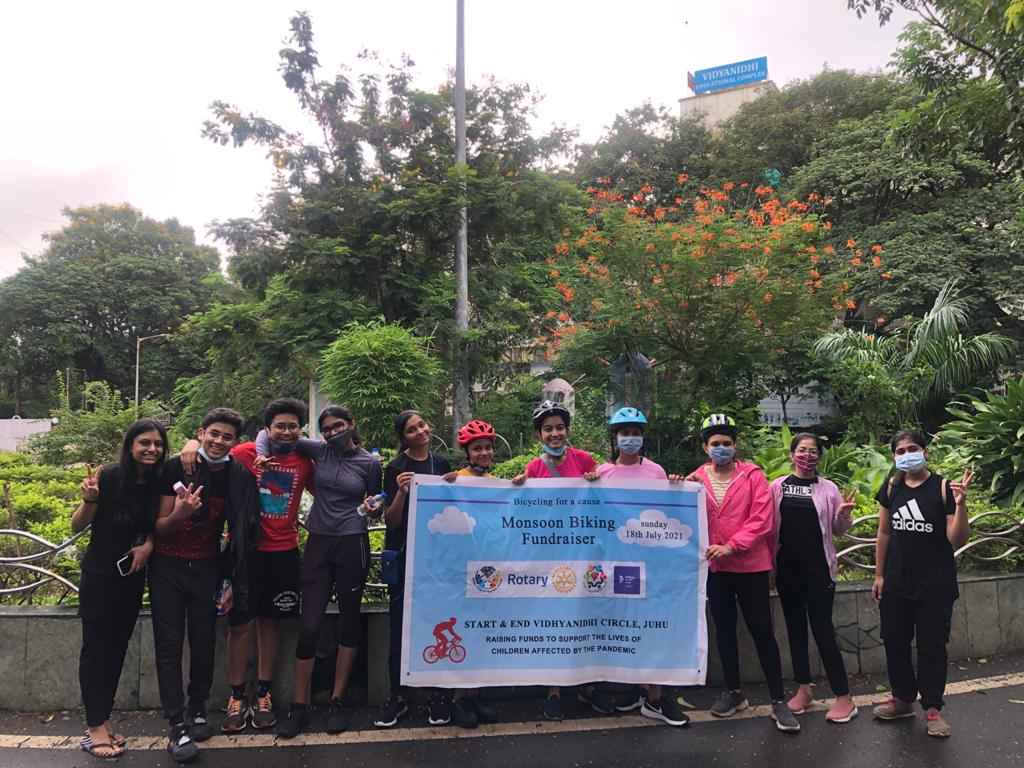 VIDYANIDHI
EDUCATIONAL COMPLEX
Bicycling for a cause
Monsoon Biking
Fundraiser
sunday
18th July 2021
Rotary
START & END VIDHYANIDHI CIRCLE, JUHU
RAISING FUNDS TO SUPPORT THE LIVES OF
CHILDREN AFFECTED BY THE PANDEMIC
adidas